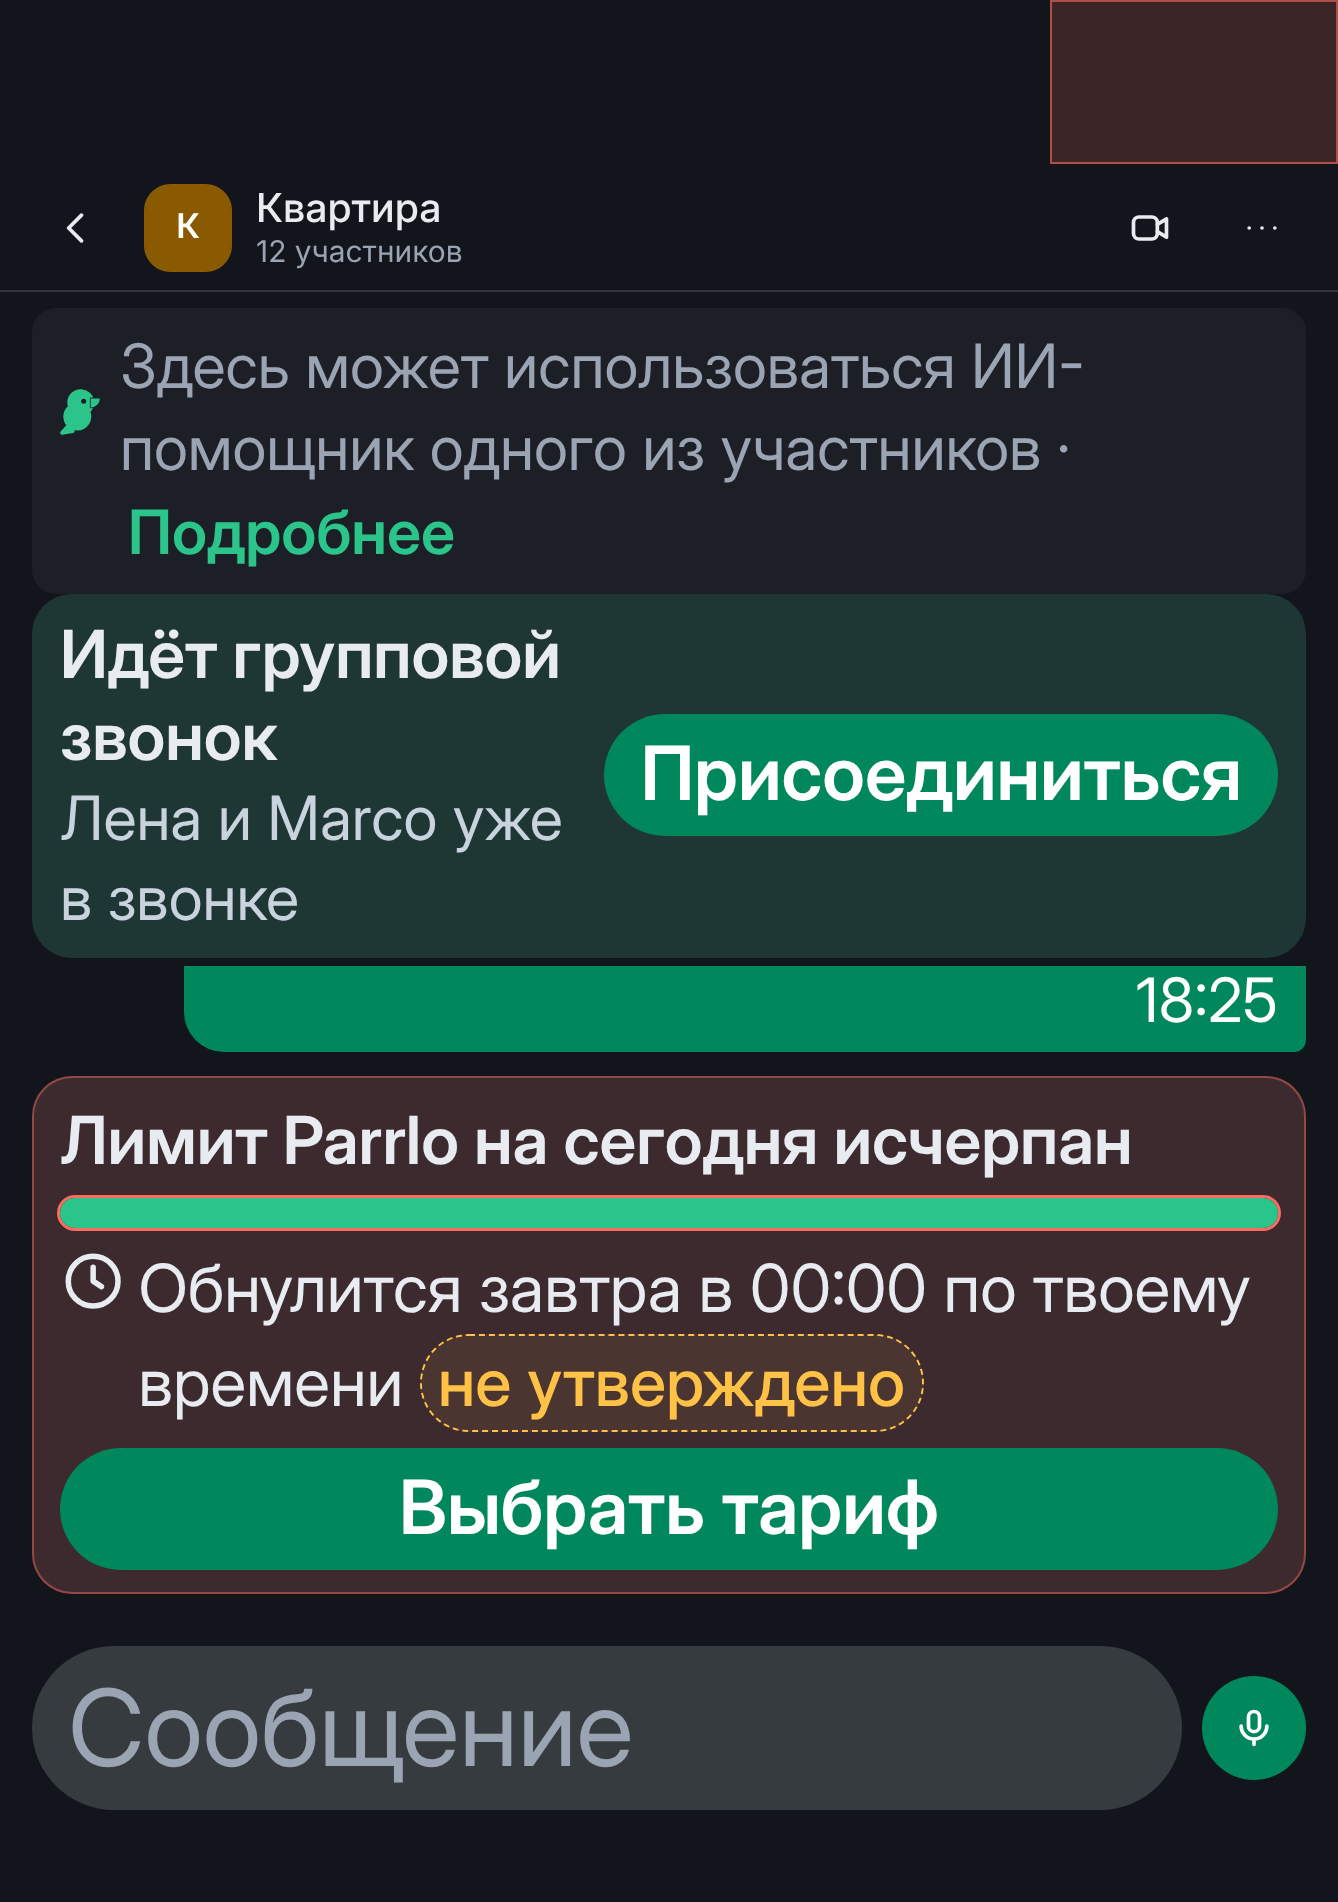 К
Квартира
12 участников
Здесь может использоваться ИИ-
помощник одного из участников ·
Подробнее
Идёт групповой
звонок
Лена и Marco уже
в звонке
Присоединиться
18:25
Лимит Parrlo на сегодня исчерпан
Обнулится завтра в 00:00 по твоему
времени не утверждено
Выбрать тариф
Сообщение